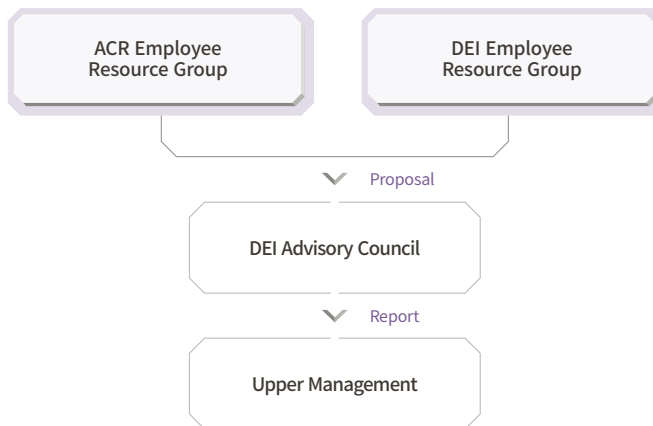 ACR Employee
Resource Group
DEI Employee
Resource Group
Proposal
DEI Advisory Council
Report
Upper Management